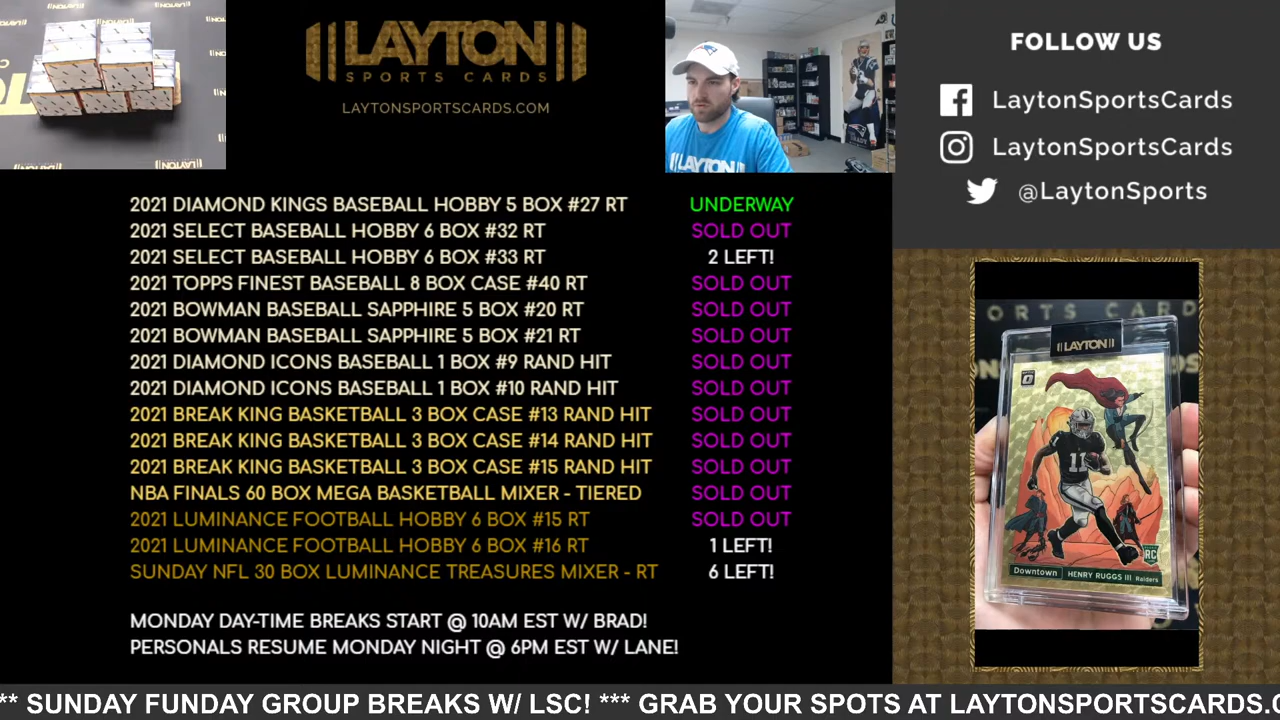 LAYTON
SPORTS CARDS
LAYTONSPORTSCARDS.COM
LAYTON
FOLLOW US
LaytonSportsCards
LaytonSportsCards
@LaytonSports
2021 DIAMOND KINGS BASEBALL HOBBY 5 BOX #27 RT UNDERWAY
2021 SELECT BASEBALL HOBBY 6 BOX #32 RT SOLD OUT
2021 SELECT BASEBALL HOBBY 6 BOX #33 RT 2 LEFT!
2021 TOPPS FINEST BASEBALL 8 BOX CASE #40 RT SOLD OUT
2021 BOWMAN BASEBALL SAPPHIRE 5 BOX #20 RT SOLD OUT
2021 BOWMAN BASEBALL SAPPHIRE 5 BOX #21 RT SOLD OUT
2021 DIAMOND ICONS BASEBALL 1 BOX #9 RAND HIT SOLD OUT
2021 DIAMOND ICONS BASEBALL 1 BOX #10 RAND HIT SOLD OUT
2021 BREAK KING BASKETBALL 3 BOX CASE #13 RAND HIT SOLD OUT
2021 BREAK KING BASKETBALL 3 BOX CASE #14 RAND HIT SOLD OUT
2021 BREAK KING BASKETBALL 3 BOX CASE #15 RAND HIT SOLD OUT
NBA FINALS 60 BOX MEGA BASKETBALL MIXER - TIERED SOLD OUT
2021 LUMINANCE FOOTBALL HOBBY 6 BOX #15 RT SOLD OUT
2021 LUMINANCE FOOTBALL HOBBY 6 BOX #16 RT 1 LEFT!
SUNDAY NFL 30 BOX LUMINANCE TREASURES MIXER - RT 6 LEFT!
MONDAY DAY-TIME BREAKS START @ 10AM EST W/ BRAD!
PERSONALS RESUME MONDAY NIGHT @ 6PM EST W/ LANE!
SPORTS CARDS
LAYTON
11
RC
Downtown HENRY RUGGS III Raiders
** SUNDAY FUNDAY GROUP BREAKS W/ LSC! *** GRAB YOUR SPOTS AT LAYTONSPORTSCARDS.C